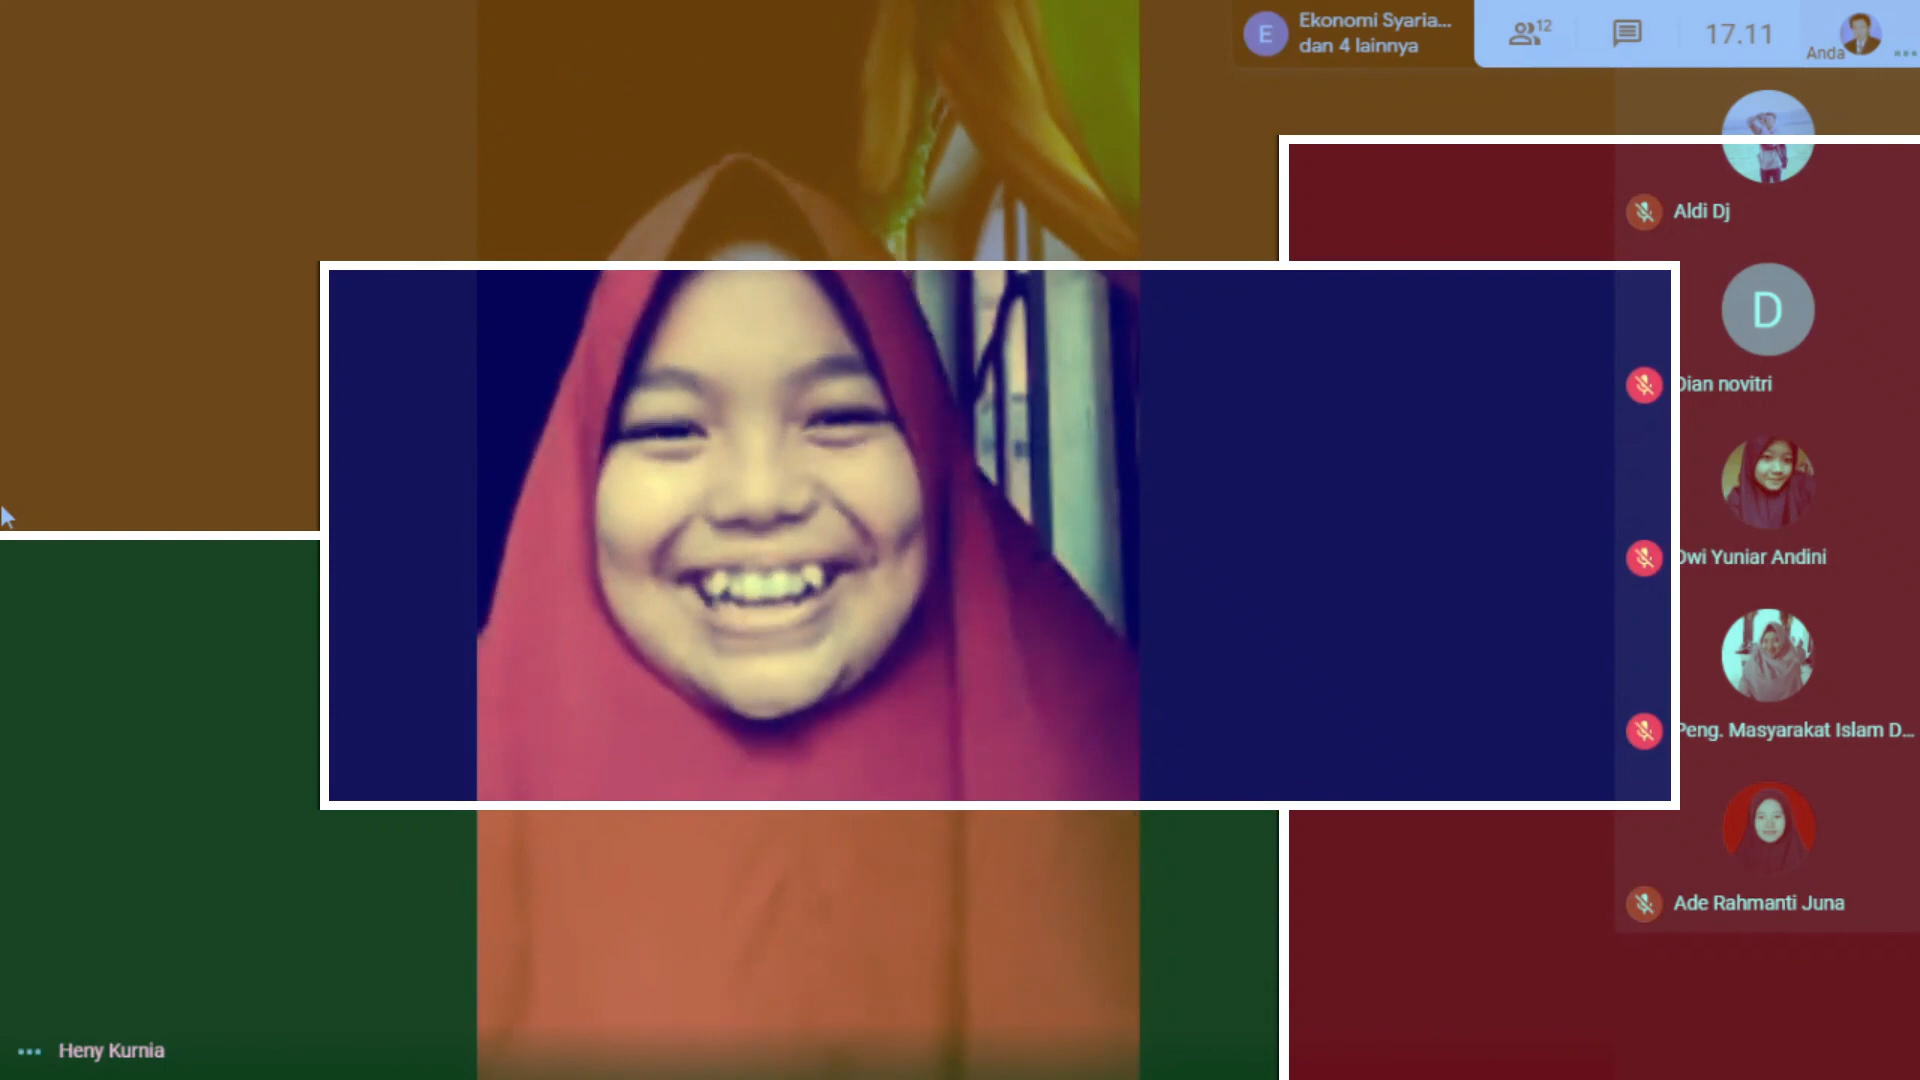 E
Ekonomi Syaria...
dan 4 lainnya
12
17.11
Anda
Aldi Dj
D
Dian novitri
Dwi Yuniar Andini
Peng. Masyarakat Islam D...
Ade Rahmanti Juna
Heny Kurnia